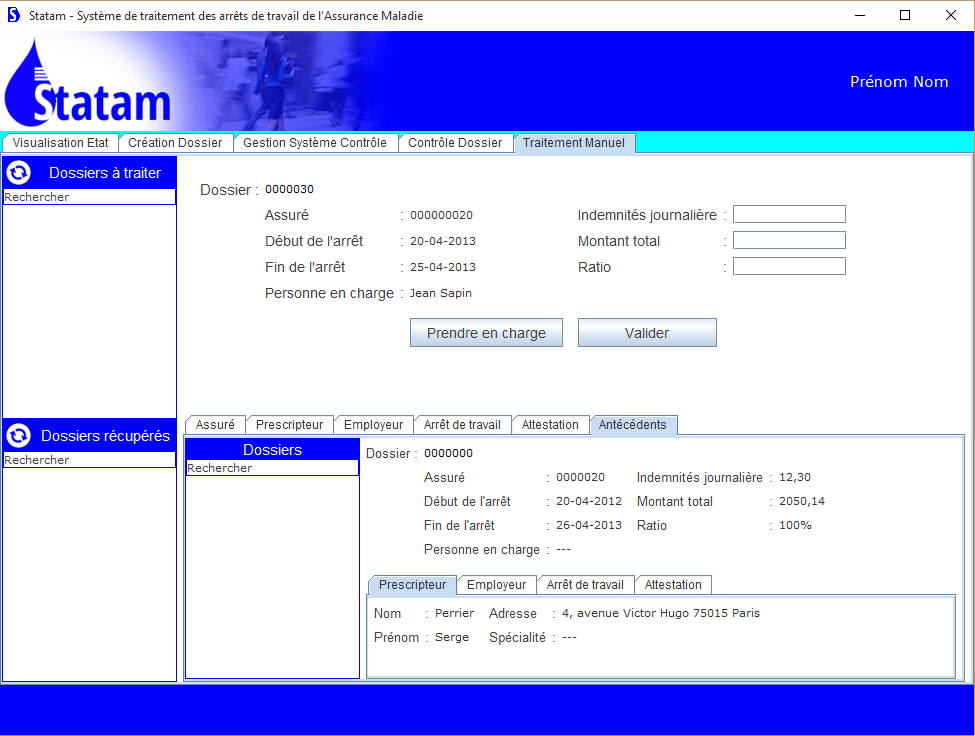 Statam - Système de traitement des arrêts de travail de l'Assurance Maladie
Statam
Prénom Nom
Visualisation Etat Création Dossier Gestion Système Contrôle Contrôle Dossier Traitement Manuel
Dossiers à traiter
Rechercher
Dossier : 0000030
Assuré : 000000020 Indemnités journalière :
Début de l'arrêt : 20-04-2013 Montant total :
Fin de l'arrêt : 25-04-2013 Ratio :
Personne en charge : Jean Sapin
Prendre en charge Valider
Dossiers récupérés
Rechercher
Assuré Prescripteur Employeur Arrêt de travail Attestation Antécédents
Dossiers
Rechercher
Dossier : 0000000
Assuré : 0000020 Indemnités journalière : 12,30
Début de l'arrêt : 20-04-2012 Montant total : 2050,14
Fin de l'arrêt : 26-04-2013 Ratio : 100%
Personne en charge : ---
Prescripteur Employeur Arrêt de travail Attestation
Nom : Perrier Adresse : 4, avenue Victor Hugo 75015 Paris
Prénom : Serge Spécialité : ---